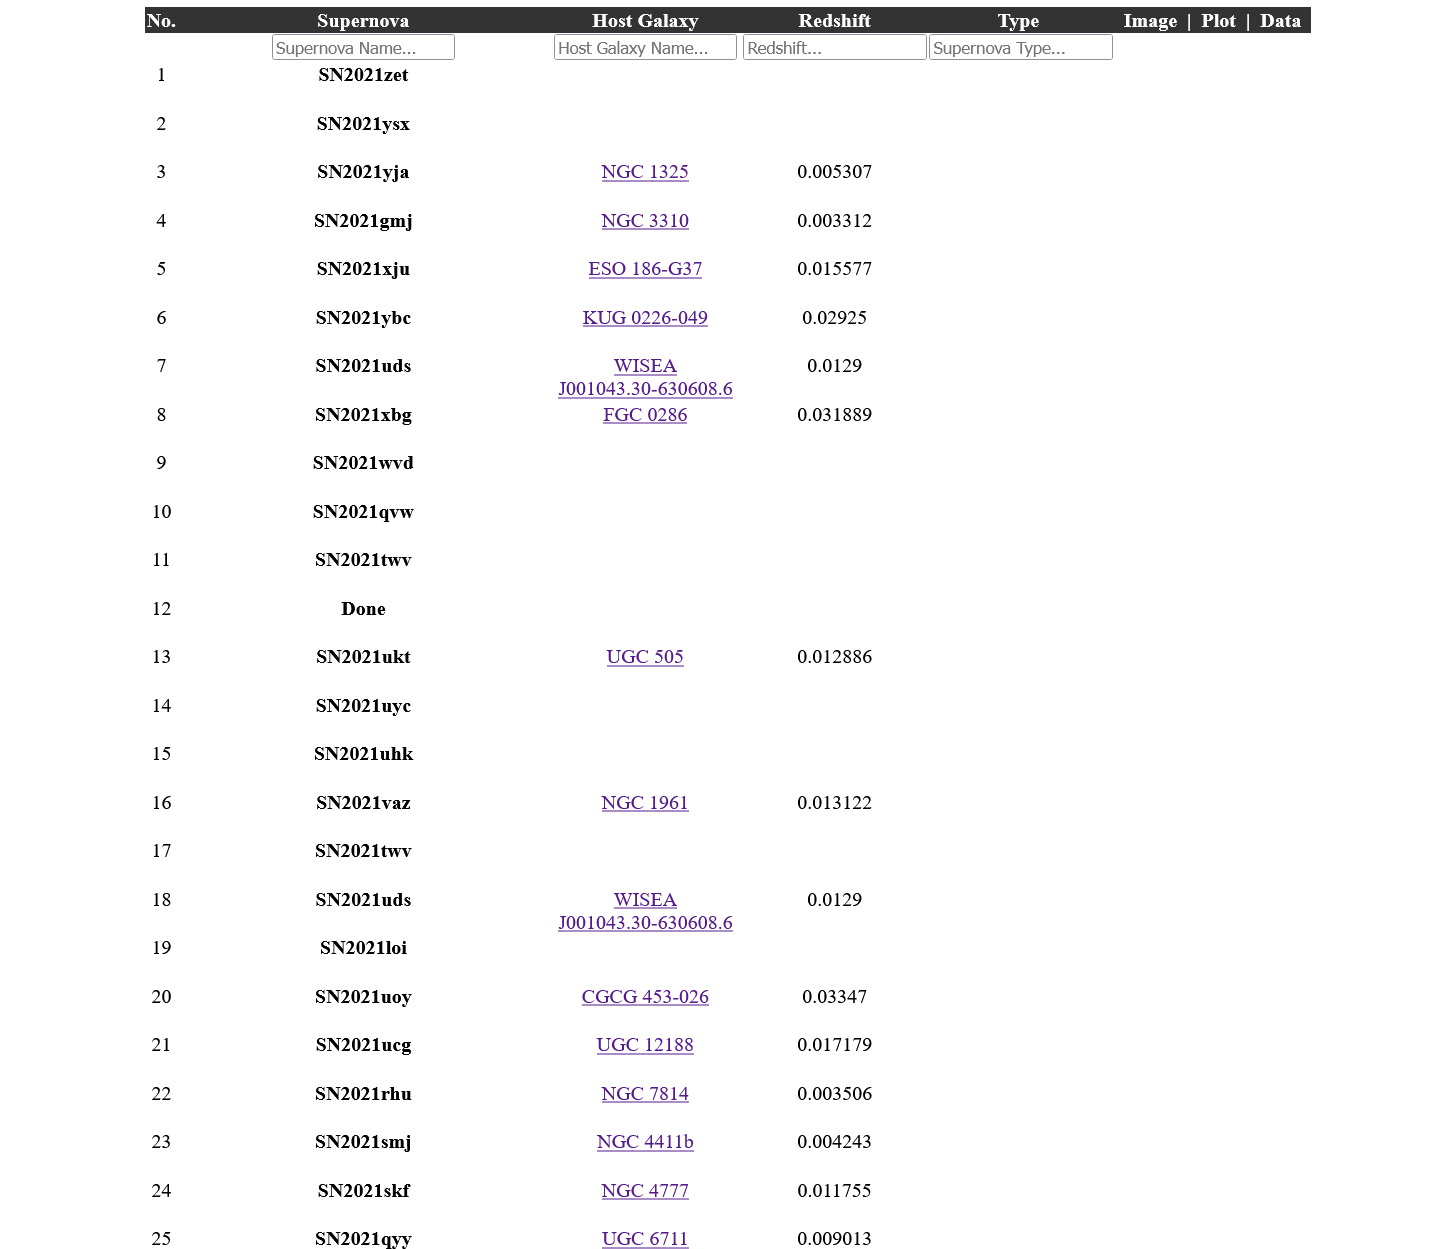 No. Supernova Host Galaxy Redshift Type Image | Plot | Data
Supernova Name... Host Galaxy Name... Redshift... Supernova Type...
1 SN2021zet
2 SN2021ysx
3 SN2021yja NGC 1325 0.005307
4 SN2021gmj NGC 3310 0.003312
5 SN2021xju ESO 186-G37 0.015577
6 SN2021ybc KUG 0226-049 0.02925
7 SN2021uds WISEA 0.0129
J001043.30-630608.6
8 SN2021xbg FGC 0286 0.031889
9 SN2021wvd
10 SN2021qvw
11 SN2021twv
12 Done
13 SN2021ukt UGC 505 0.012886
14 SN2021uyc
15 SN2021uhk
16 SN2021vaz NGC 1961 0.013122
17 SN2021twv
18 SN2021uds WISEA 0.0129
J001043.30-630608.6
19 SN2021loi
20 SN2021uoy CGCG 453-026 0.03347
21 SN2021ucg UGC 12188 0.017179
22 SN2021rhu NGC 7814 0.003506
23 SN2021smj NGC 4411b 0.004243
24 SN2021skf NGC 4777 0.011755
25 SN2021qyy UGC 6711 0.009013